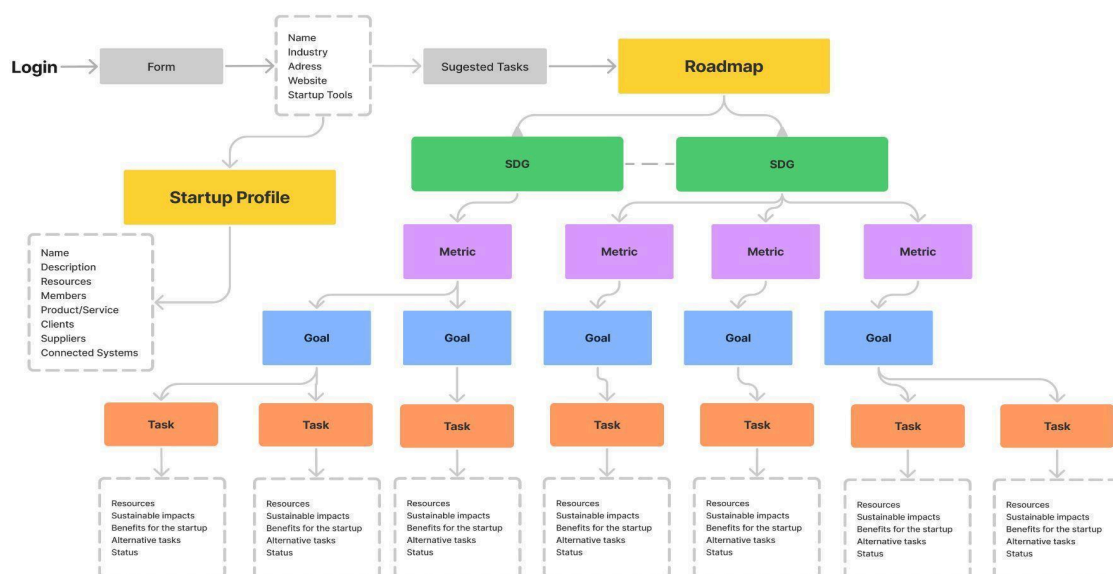 Login
Form
Name
Industry
Adress
Website
Startup Tools
Sugested Tasks
Roadmap
SDG
SDG
Startup Profile
Name
Description
Resources
Members
Product/Service
Clients
Suppliers
Connected Systems
Metric
Metric
Metric
Metric
Goal
Goal
Goal
Goal
Goal
Task
Task
Task
Task
Task
Task
Task
Resources
Sustainable impacts
Benefits for the startup
Alternative tasks
Status
Resources
Sustainable impacts
Benefits for the startup
Alternative tasks
Status
Resources
Sustainable impacts
Benefits for the startup
Alternative tasks
Status
Resources
Sustainable impacts
Benefits for the startup
Alternative tasks
Status
Resources
Sustainable impacts
Benefits for the startup
Alternative tasks
Status
Resources
Sustainable impacts
Benefits for the startup
Alternative tasks
Status
Resources
Sustainable impacts
Benefits for the startup
Alternative tasks
Status